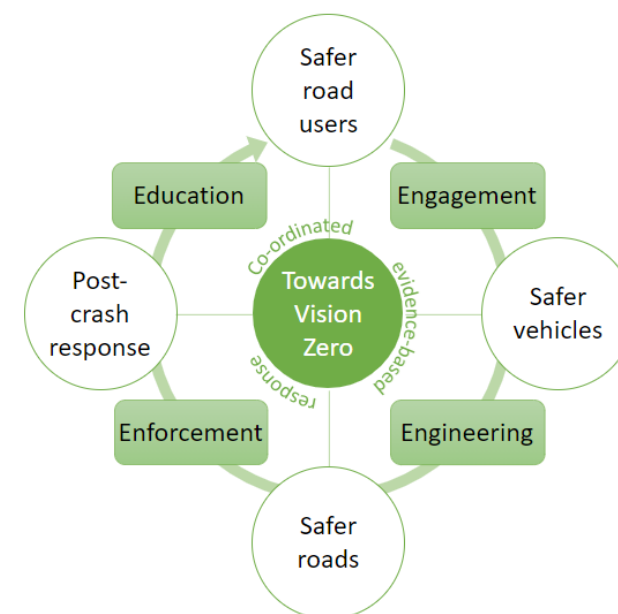 Safer
road
users
Education
Engagement
Co-ordinated
evidence-based
response
Towards
Vision
Zero
Post-
crash
response
Safer
vehicles
Enforcement
Engineering
Safer
roads